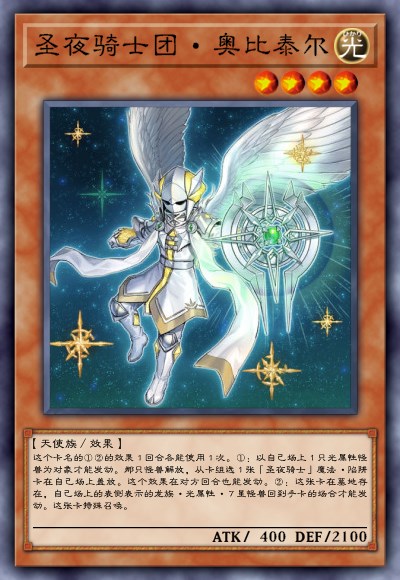 圣夜骑士团・奥比泰尔
光
【天使族/效果】
这个卡名的①②的效果1回合各能使用1次。①：以自己场上1只光属性怪
兽为对象才能发动。那只怪兽解放，从卡组选1张「圣夜骑士」魔法・陷阱
卡在自己场上盖放。这个效果在对方回合也能发动。②：这张卡在墓地存
在，自己场上的表侧表示的龙族・光属性・7星怪兽回到手卡的场合才能发
动。这张卡特殊召唤。
ATK/ 400 DEF/2100